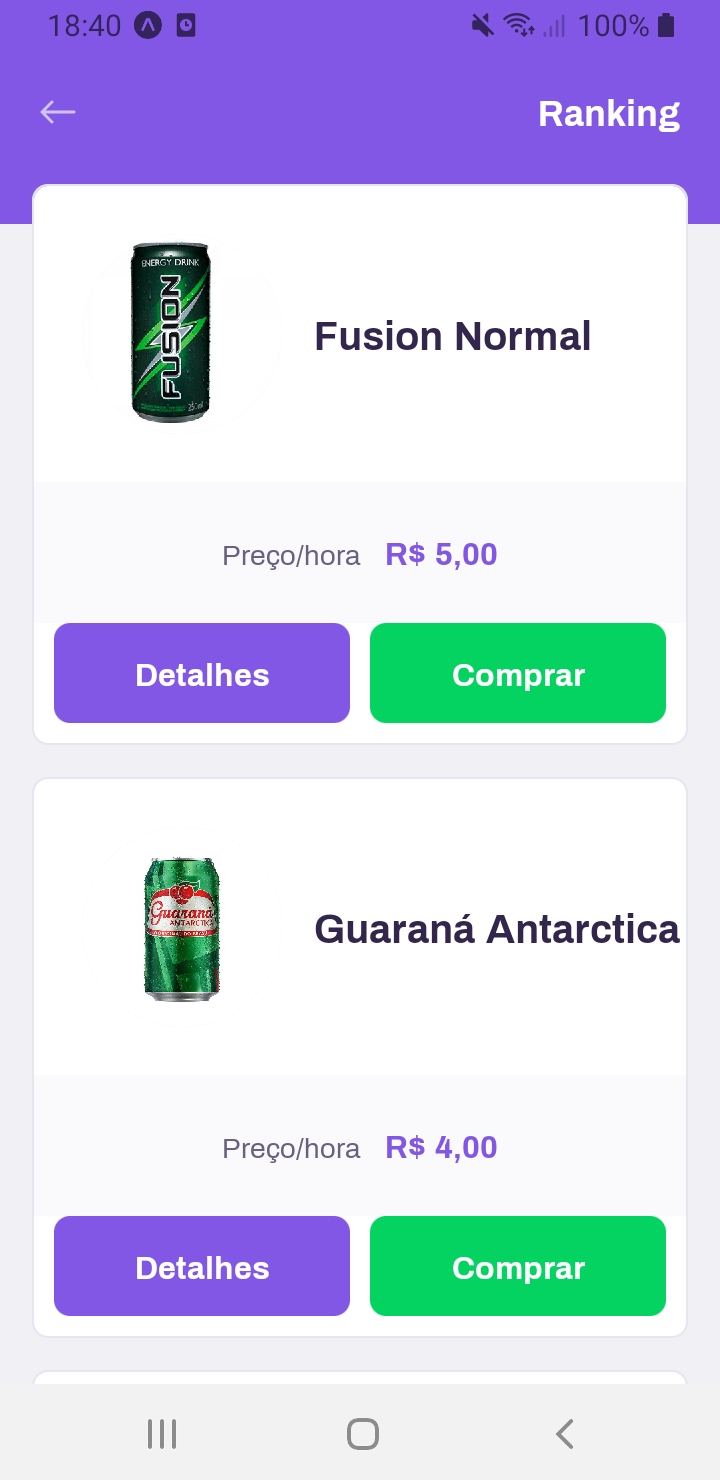 18:40 100%
Ranking
ENERGY DRINK
FUSION
Fusion Normal
Preço/hora R$ 5,00
Detalhes Comprar
Guaraná
ANTARCTICA
Guaraná Antarctica
Preço/hora R$ 4,00
Detalhes Comprar